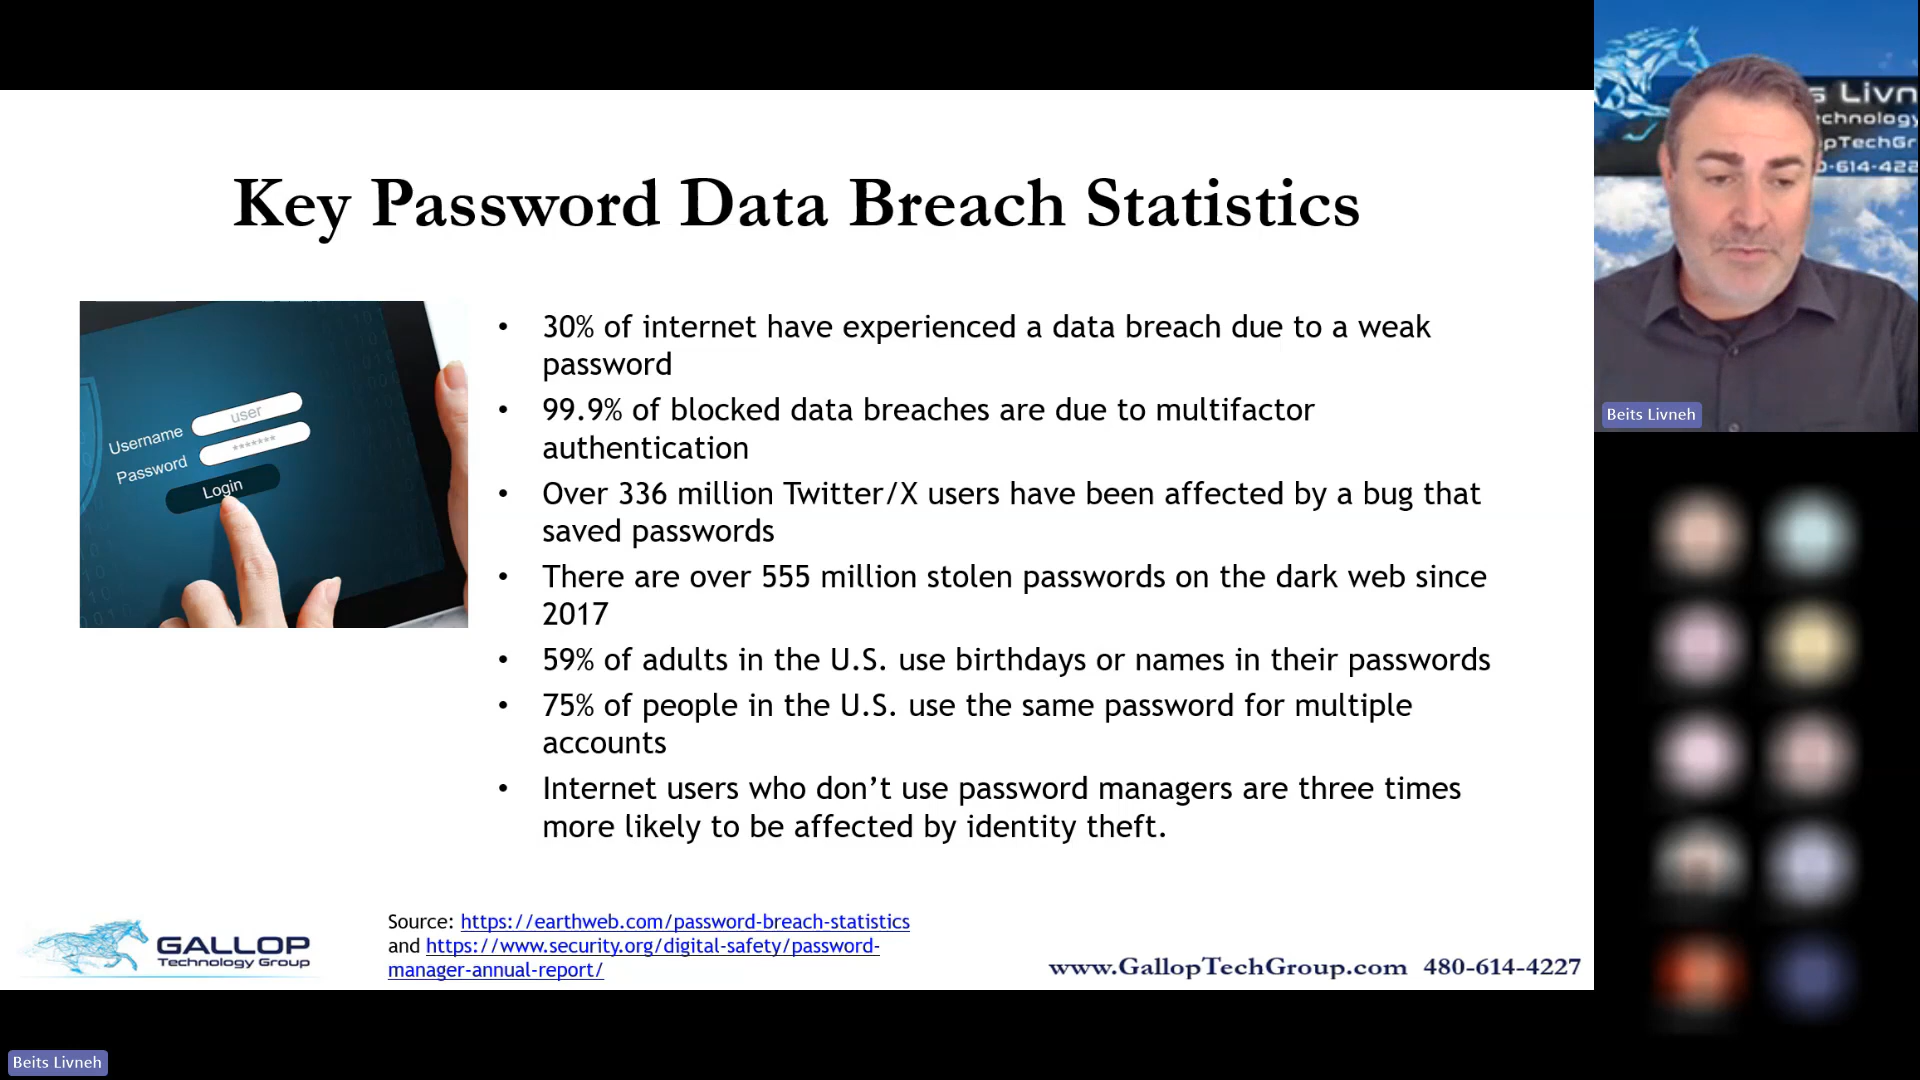 Key Password Data Breach Statistics
Username user
Password *******
Login
• 30% of internet have experienced a data breach due to a weak
password
• 99.9% of blocked data breaches are due to multifactor
authentication
• Over 336 million Twitter/X users have been affected by a bug that
saved passwords
• There are over 555 million stolen passwords on the dark web since
2017
• 59% of adults in the U.S. use birthdays or names in their passwords
• 75% of people in the U.S. use the same password for multiple
accounts
• Internet users who don’t use password managers are three times
more likely to be affected by identity theft.
GALLOP
Technology Group
Source: https://earthweb.com/password-breach-statistics
and https://www.security.org/digital-safety/password-
manager-annual-report/
www.GallopTechGroup.com 480-614-4227
s Livn
echnology
pTechGr
0-614-422
Beits Livneh
Beits Livneh